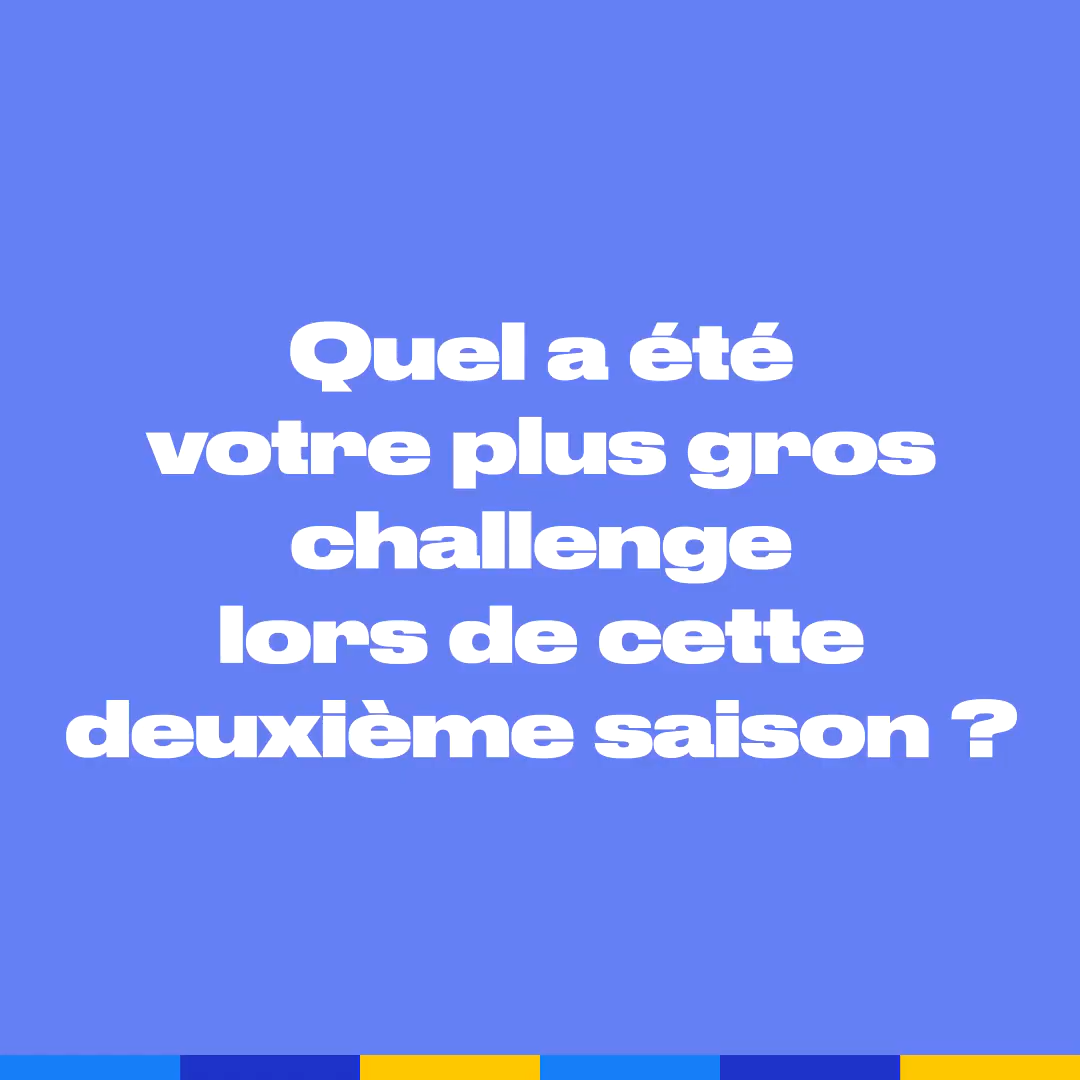 Quel a été
votre plus gros
challenge
lors de cette
deuxième saison ?